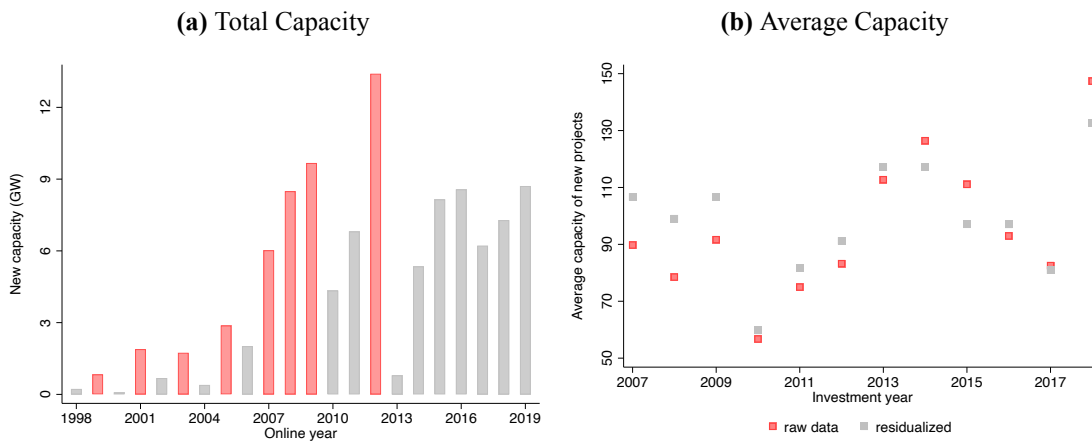 (a) Total Capacity
New capacity (GW)
12
9
6
3
0
1998 2001 2004 2007 2010 2013 2016 2019
Online year
(b) Average Capacity
Average capacity of new projects
150
130
110
90
70
50
2007 2009 2011 2013 2015 2017
Investment year
raw data residualized